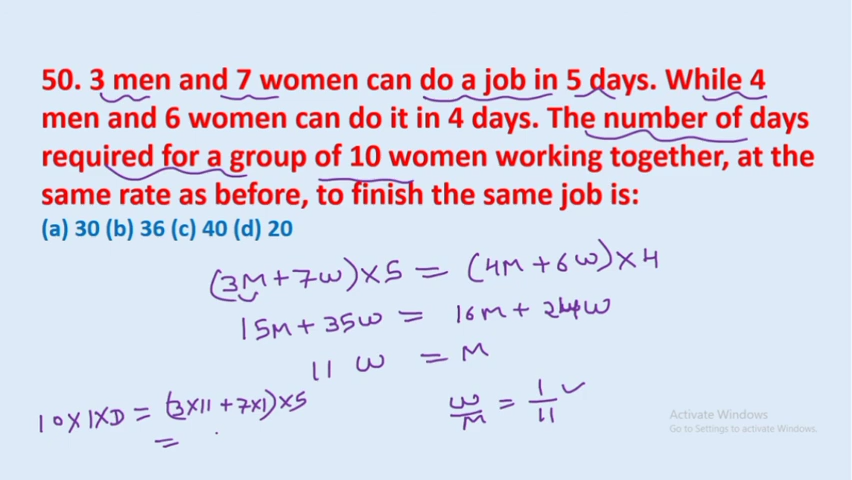 50. 3 men and 7 women can do a job in 5 days. While 4
men and 6 women can do it in 4 days. The number of days
required for a group of 10 women working together, at the
same rate as before, to finish the same job is:
(a) 30 (b) 36 (c) 40 (d) 20
(3M+7W)×5 = (4M+6W)×4
15M+35W = 16M+24W
11 W = M
W/M = 1/11 ✓
10×1×D = (3×11+7×1)×5
=
Activate Windows
Go to Settings to activate Windows.